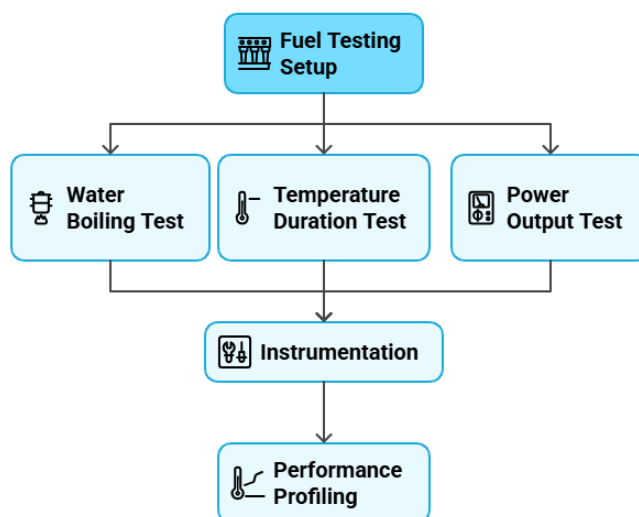 Fuel Testing
Setup
Water
Boiling Test
Temperature
Duration Test
Power
Output Test
Instrumentation
Performance
Profiling